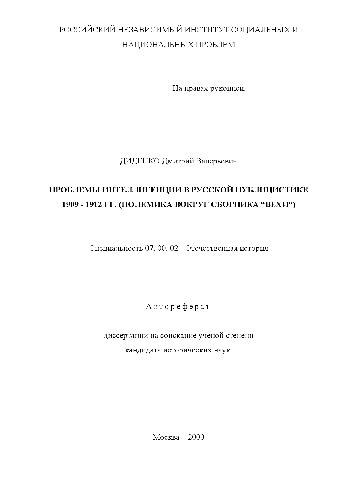 РОССИЙСКИЙ НЕЗАВИСИМЫЙ ИНСТИТУТ СОЦИАЛЬНЫХ И
НАЦИОНАЛЬНЫХ ПРОБЛЕМ
На правах рукописи
ДИДЕНКО Дмитрий Валерьевич
ПРОБЛЕМЫ ИНТЕЛЛИГЕНЦИИ В РУССКОЙ ПУБЛИЦИСТИКЕ
1909 - 1912 ГГ. (ПОЛЕМИКА ВОКРУГ СБОРНИКА "ВЕХИ")
Специальность 07. 00. 02 - Отечественная история
Автореферат
диссертации на соискание ученой степени
кандидата исторических наук
Москва - 2000